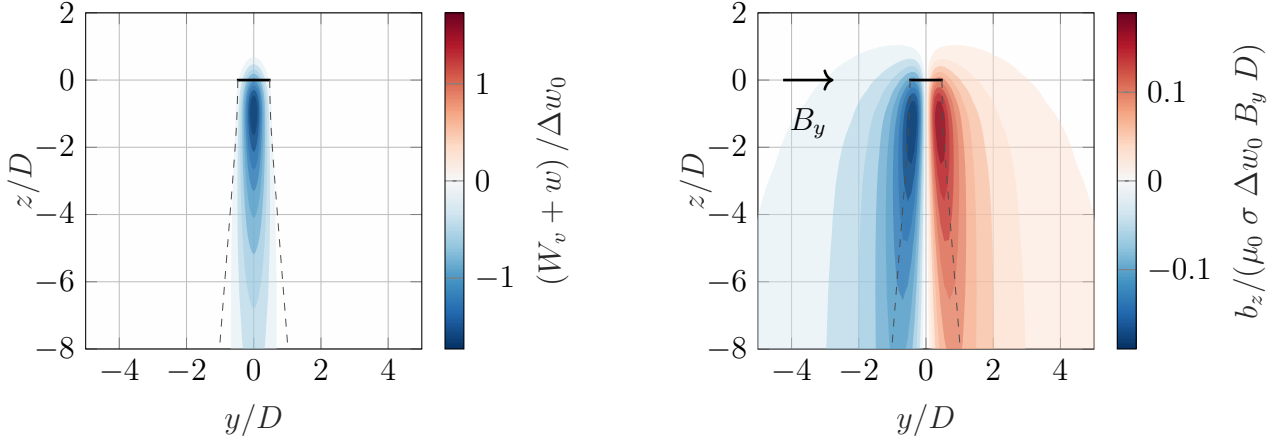 2
0
−2
−4
−6
−8
z/D
−4 −2 0 2 4
y/D
1
0
−1
(W_v + w) /Δw_0
2
0
−2
−4
−6
−8
z/D
B_y
−4 −2 0 2 4
y/D
0.1
0
−0.1
b_z/(μ_0 σ Δw_0 B_y D)